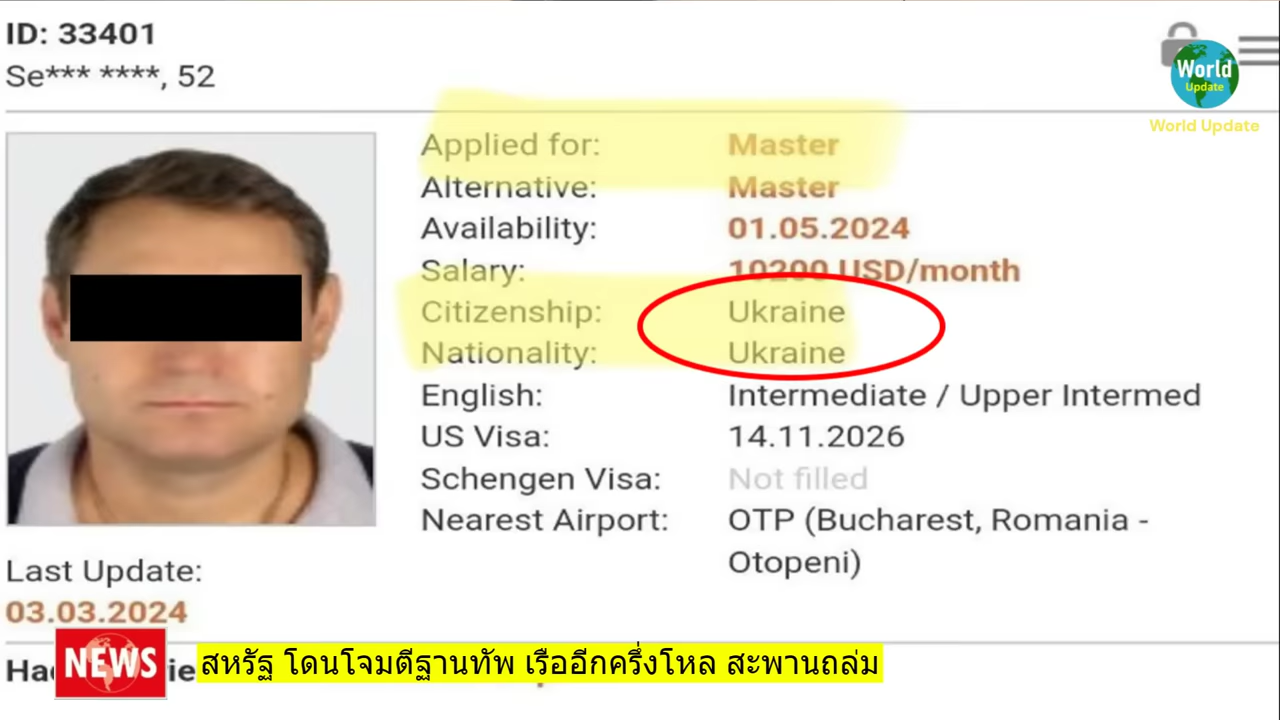 ID: 33401
Se*** ****, 52
World
Update
World Update
Applied for: Master
Alternative: Master
Availability: 01.05.2024
Salary: 10200 USD/month
Citizenship: Ukraine
Nationality: Ukraine
English: Intermediate / Upper Intermed
US Visa: 14.11.2026
Schengen Visa: Not filled
Nearest Airport: OTP (Bucharest, Romania -
Otopeni)
Last Update:
03.03.2024
NEWS
สหรัฐ โดนโจมตีฐานทัพ เรืออีกครึ่งโหล สะพานถล่ม